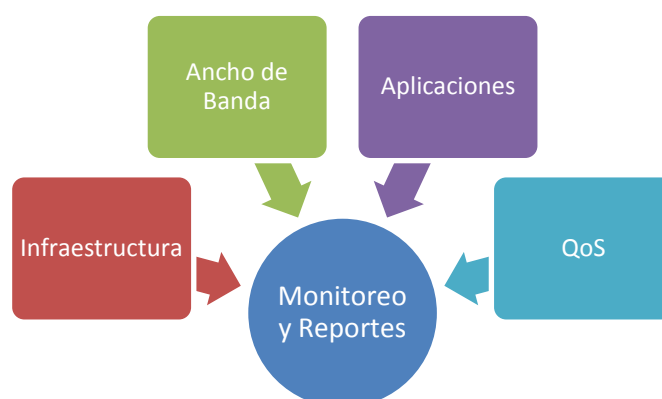 Ancho de
Banda
Aplicaciones
Infraestructura
QoS
Monitoreo
y Reportes